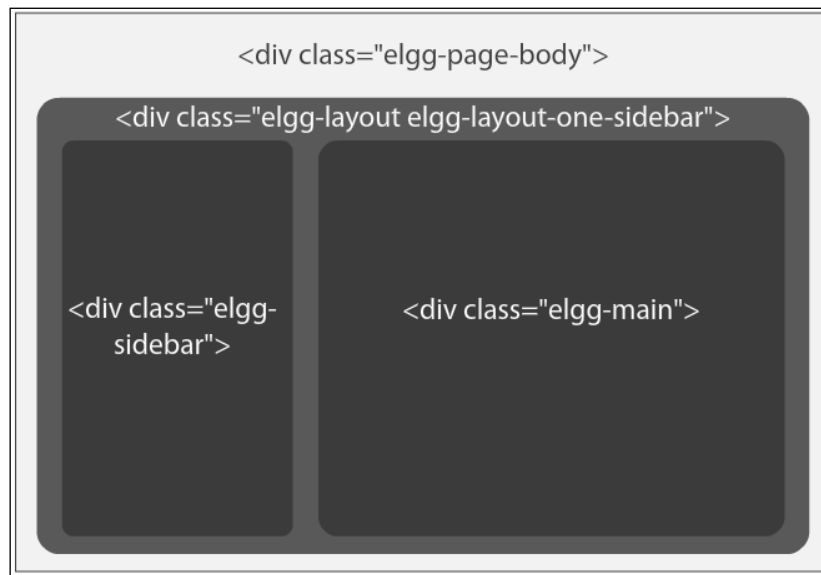 <div class="elgg-page-body">
<div class="elgg-layout elgg-layout-one-sidebar">
<div class="elgg-
sidebar">
<div class="elgg-main">